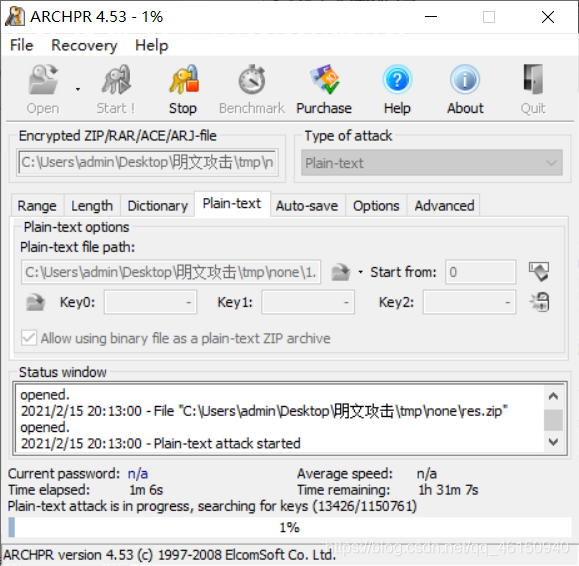 ARCHPR 4.53 - 1%
File Recovery Help
Open Start ! Stop Benchmark Purchase Help About Quit
Encrypted ZIP/RAR/ACE/ARJ-file
Type of attack
C:\Users\admin\Desktop\明文攻击\tmp\n
Plain-text
Range Length Dictionary Plain-text Auto-save Options Advanced
Plain-text options
Plain-text file path:
C:\Users\admin\Desktop\明文攻击\tmp\none\1. Start from: 0
Key0: - Key1: - Key2: -
Allow using binary file as a plain-text ZIP archive
Status window
opened.
2021/2/15 20:13:00 - File "C:\Users\admin\Desktop\明文攻击\tmp\none\res.zip"
opened.
2021/2/15 20:13:00 - Plain-text attack started
Current password: n/a Average speed: n/a
Time elapsed: 1m 6s Time remaining: 1h 31m 7s
Plain-text attack is in progress, searching for keys (13426/1150761)
1%
ARCHPR version 4.53 (c) 1997-2008 ElcomSoft Co. Ltd.
https://blog.csdn.net/qq_46150940